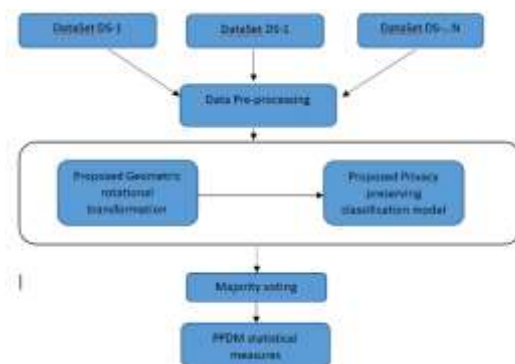 DataSet DS-1
DataSet DS-2
DataSet DS-..N
Data Pre-processing
Proposed Geometric
rotational
transformation
Proposed Privacy
preserving
classification model
Majority voting
PPDM statistical
measures